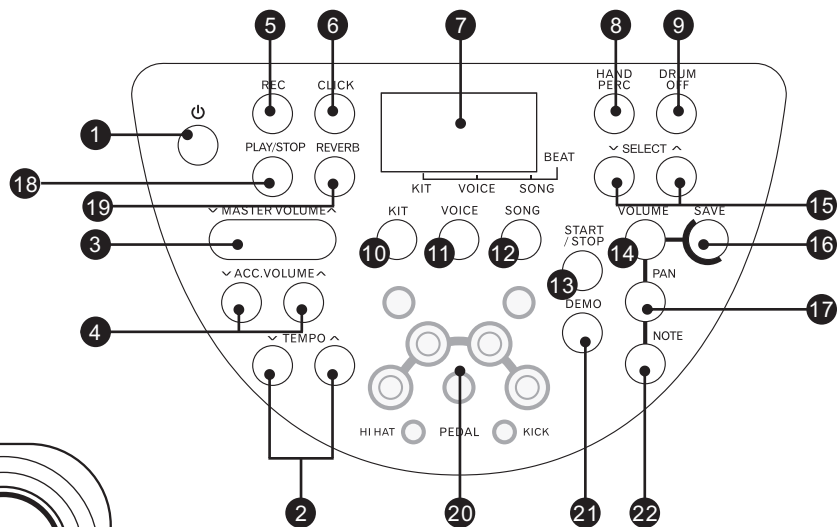 5 6 7 8 9
REC CLICK HAND PERC DRUM OFF
1
PLAY/STOP REVERB ⌵ SELECT ^
BEAT
18
KIT VOICE SONG
19 15
⌵ MASTER VOLUME ^ KIT VOICE SONG VOLUME SAVE
3 START /STOP
10 11 12 14 16
⌵ ACC.VOLUME ^ 13 PAN
DEMO 17
4
⌵ TEMPO ^ NOTE
HI HAT PEDAL KICK
2 20 21 22